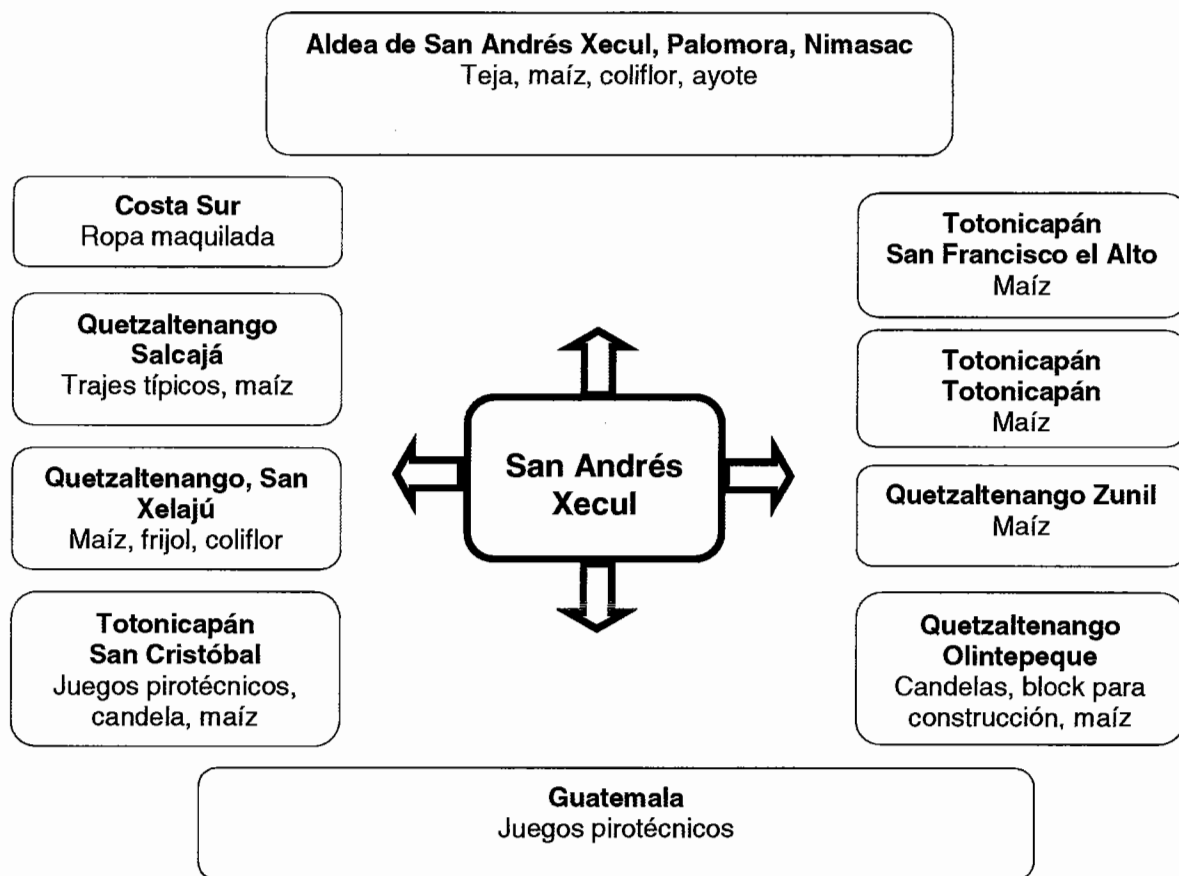 Aldea de San Andrés Xecul, Palomora, Nimasac
Teja, maíz, coliflor, ayote
Costa Sur
Ropa maquilada
Quetzaltenango
Salcajá
Trajes típicos, maíz
Quetzaltenango, San
Xelajú
Maíz, frijol, coliflor
Totonicapán
San Cristóbal
Juegos pirotécnicos,
candela, maíz
San Andrés
Xecul
Totonicapán
San Francisco el Alto
Maíz
Totonicapán
Totonicapán
Maíz
Quetzaltenango Zunil
Maíz
Quetzaltenango
Olintepeque
Candelas, block para
construcción, maíz
Guatemala
Juegos pirotécnicos